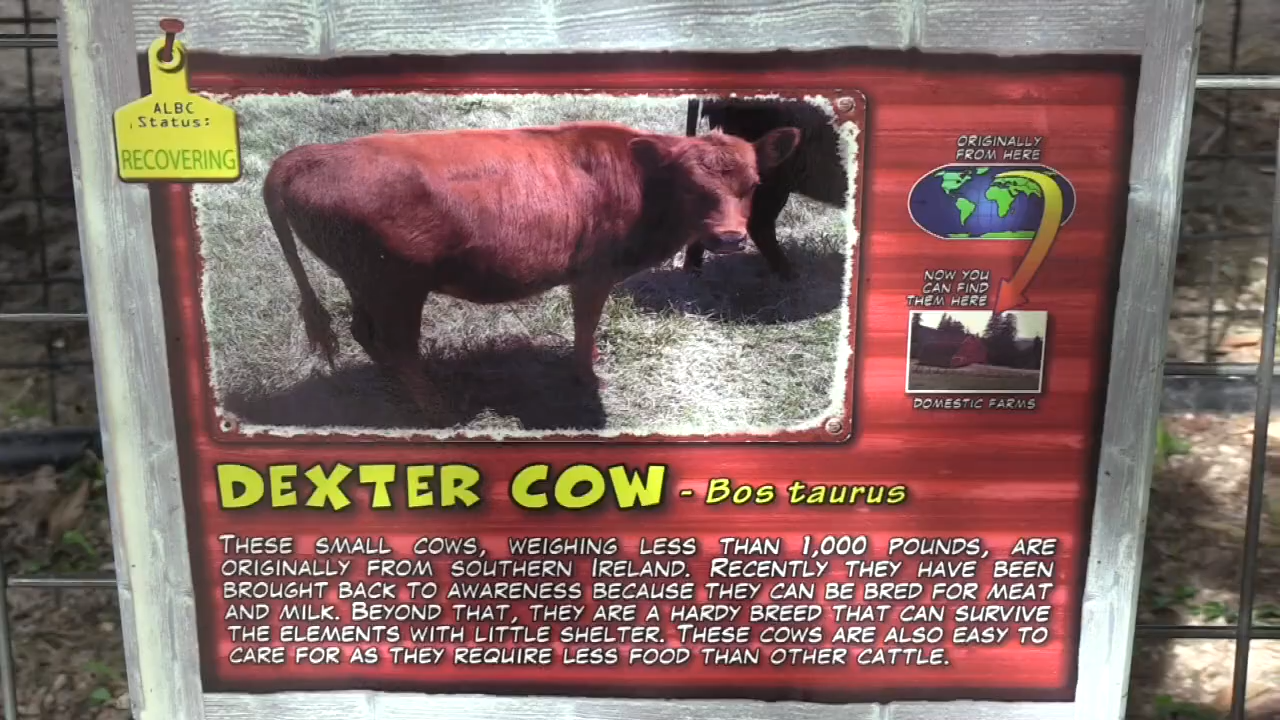 ALBC
Status:
RECOVERING
ORIGINALLY
FROM HERE
NOW YOU
CAN FIND
THEM HERE
DOMESTIC FARMS
DEXTER COW - Bos taurus
THESE SMALL COWS, WEIGHING LESS THAN 1,000 POUNDS, ARE
ORIGINALLY FROM SOUTHERN IRELAND. RECENTLY THEY HAVE BEEN
BROUGHT BACK TO AWARENESS BECAUSE THEY CAN BE BRED FOR MEAT
AND MILK. BEYOND THAT, THEY ARE A HARDY BREED THAT CAN SURVIVE
THE ELEMENTS WITH LITTLE SHELTER. THESE COWS ARE ALSO EASY TO
CARE FOR AS THEY REQUIRE LESS FOOD THAN OTHER CATTLE.